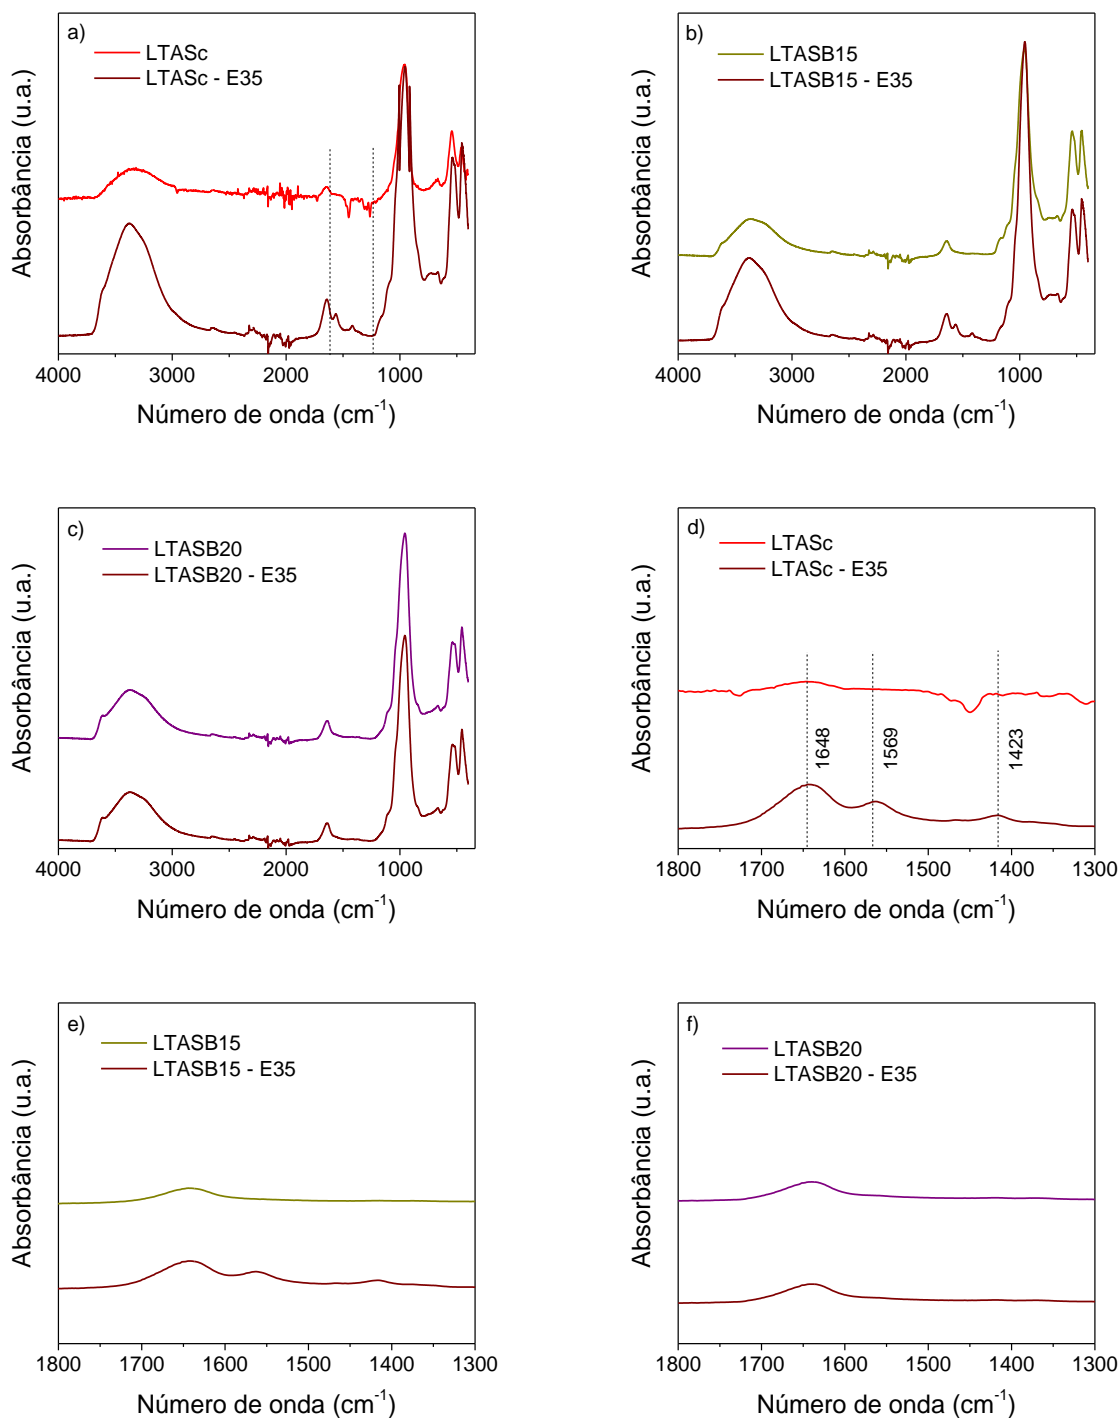 a)
LTASc
LTASc - E35
Absorbância (u.a.)
4000 3000 2000 1000
Número de onda (cm⁻¹)
b)
LTASB15
LTASB15 - E35
Absorbância (u.a.)
4000 3000 2000 1000
Número de onda (cm⁻¹)
c)
LTASB20
LTASB20 - E35
Absorbância (u.a.)
4000 3000 2000 1000
Número de onda (cm⁻¹)
d)
LTASc
LTASc - E35
1648
1569
1423
Absorbância (u.a.)
1800 1700 1600 1500 1400 1300
Número de onda (cm⁻¹)
e)
LTASB15
LTASB15 - E35
Absorbância (u.a.)
1800 1700 1600 1500 1400 1300
Número de onda (cm⁻¹)
f)
LTASB20
LTASB20 - E35
Absorbância (u.a.)
1800 1700 1600 1500 1400 1300
Número de onda (cm⁻¹)